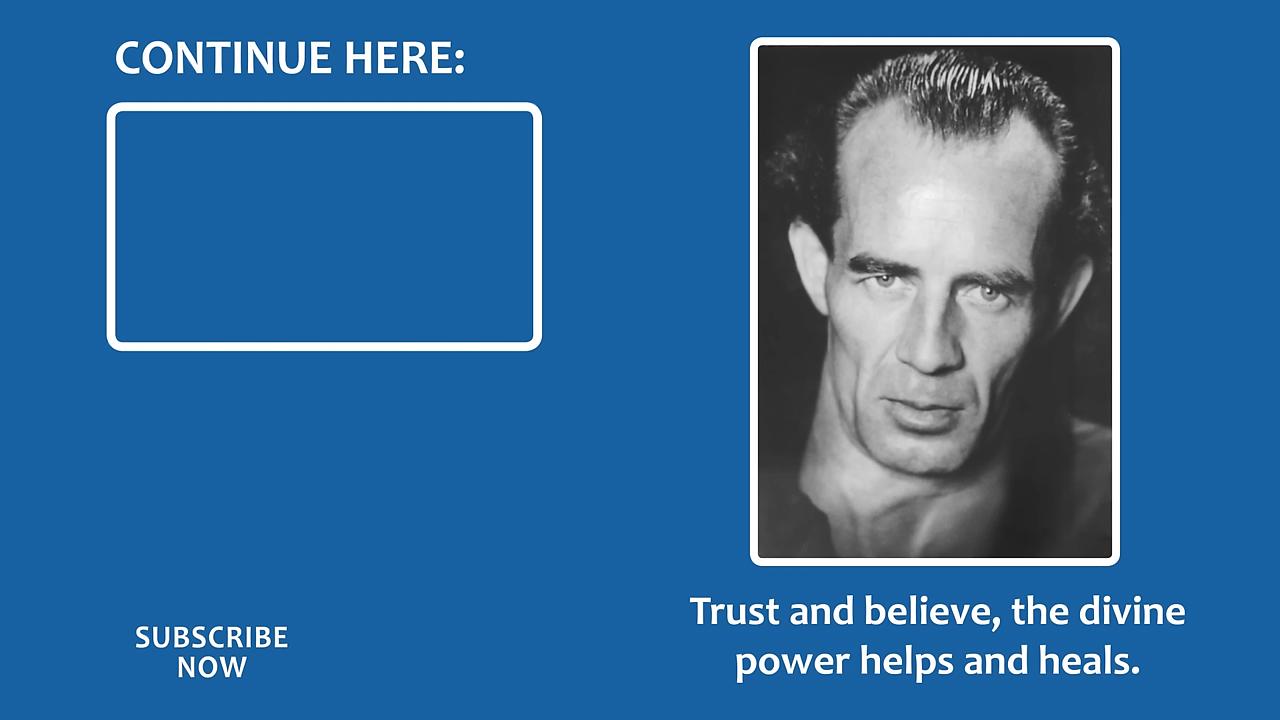 CONTINUE HERE:
SUBSCRIBE
NOW
Trust and believe, the divine
power helps and heals.